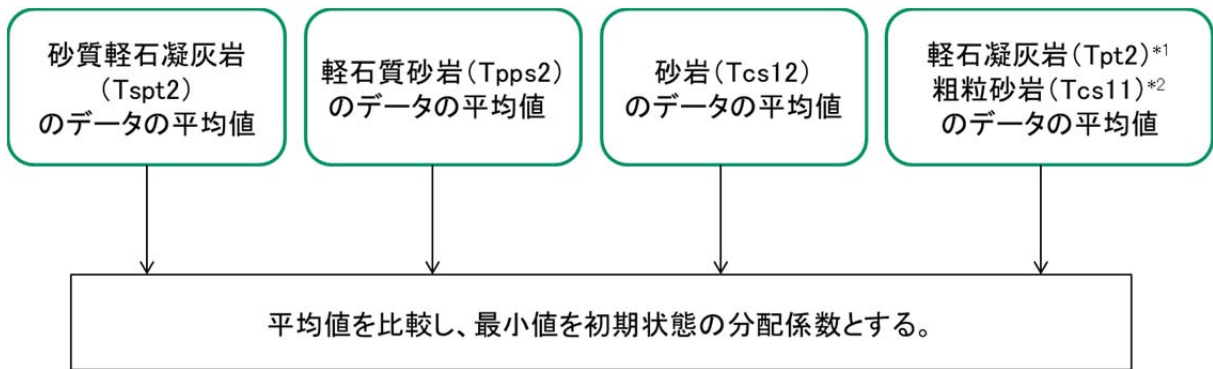 砂質軽石凝灰岩
（Tspt2）
のデータの平均値
軽石質砂岩（Tpps2）
のデータの平均値
砂岩（Tcs12）
のデータの平均値
軽石凝灰岩（Tpt2）*1
粗粒砂岩（Tcs11）*2
のデータの平均値
平均値を比較し、最小値を初期状態の分配係数とする。